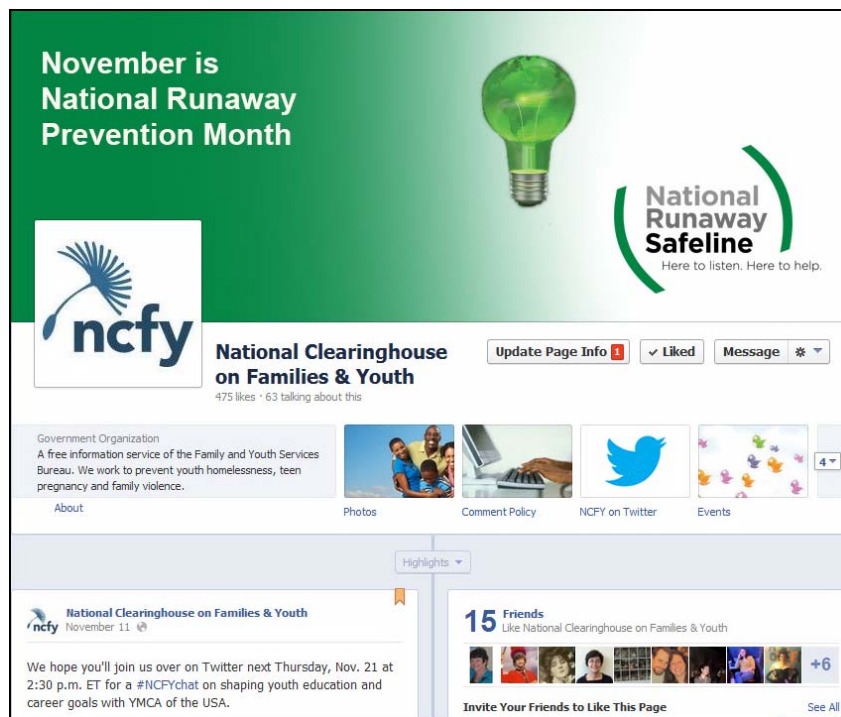 November is
National Runaway
Prevention Month
National
Runaway
Safeline
Here to listen. Here to help.
ncfy
National Clearinghouse
on Families & Youth
475 likes · 63 talking about this
Update Page Info 1
✓ Liked
Message
Government Organization
A free information service of the Family and Youth Services
Bureau. We work to prevent youth homelessness, teen
pregnancy and family violence.
About
Photos
Comment Policy
NCFY on Twitter
Events
4
Highlights
ncfy
National Clearinghouse on Families & Youth
November 11
We hope you'll join us over on Twitter next Thursday, Nov. 21 at
2:30 p.m. ET for a #NCFYchat on shaping youth education and
career goals with YMCA of the USA.
15 Friends
Like National Clearinghouse on Families & Youth
+6
Invite Your Friends to Like This Page
See All